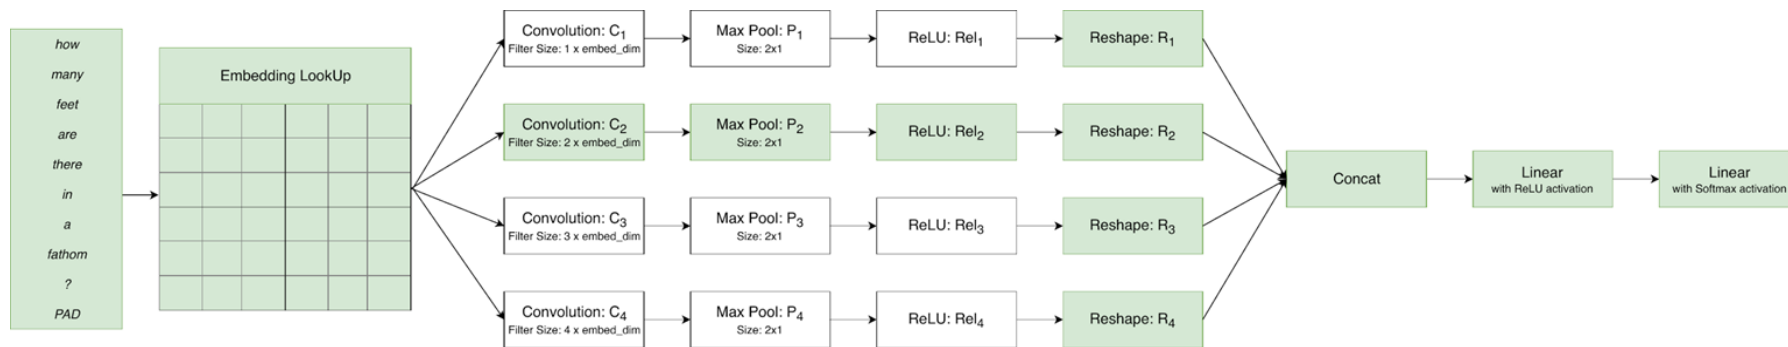 how
many
feet
are
there
in
a
fathom
?
PAD
Embedding LookUp
Convolution: C₁
Filter Size: 1 x embed_dim
Max Pool: P₁
Size: 2x1
ReLU: Rel₁
Reshape: R₁
Convolution: C₂
Filter Size: 2 x embed_dim
Max Pool: P₂
Size: 2x1
ReLU: Rel₂
Reshape: R₂
Convolution: C₃
Filter Size: 3 x embed_dim
Max Pool: P₃
Size: 2x1
ReLU: Rel₃
Reshape: R₃
Convolution: C₄
Filter Size: 4 x embed_dim
Max Pool: P₄
Size: 2x1
ReLU: Rel₄
Reshape: R₄
Concat
Linear
with ReLU activation
Linear
with Softmax activation